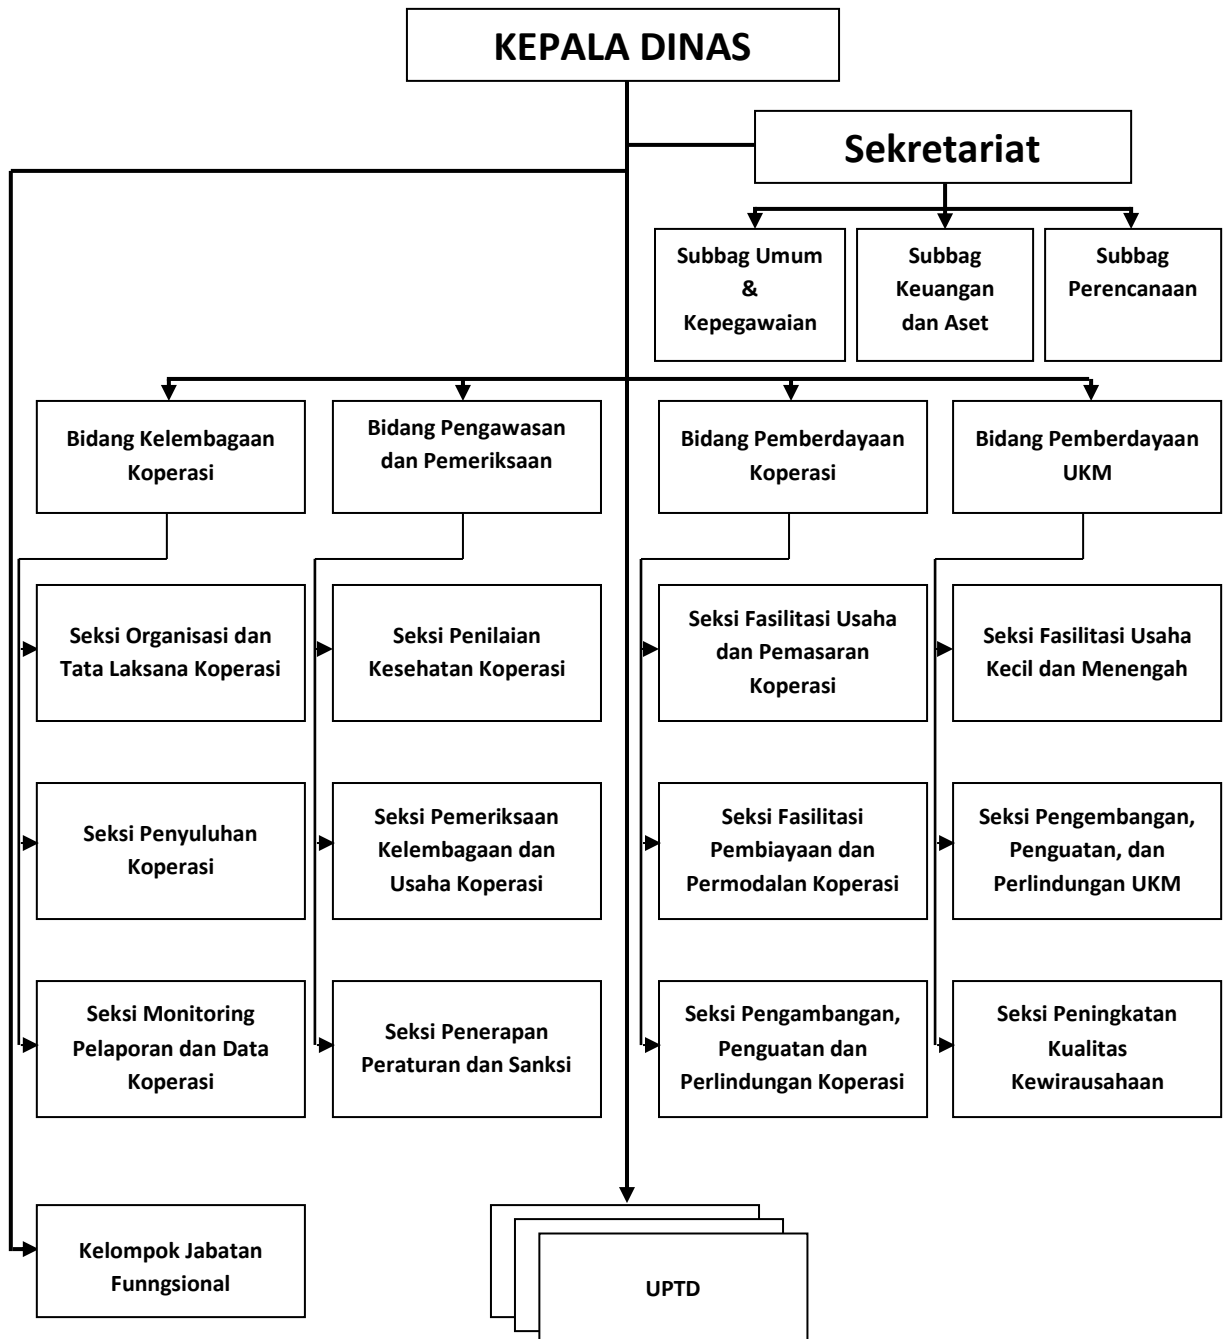 KEPALA DINAS
Sekretariat
Subbag Umum
&
Kepegawaian
Subbag
Keuangan
dan Aset
Subbag
Perencanaan
Bidang Kelembagaan
Koperasi
Bidang Pengawasan
dan Pemeriksaan
Bidang Pemberdayaan
Koperasi
Bidang Pemberdayaan
UKM
Seksi Organisasi dan
Tata Laksana Koperasi
Seksi Penilaian
Kesehatan Koperasi
Seksi Fasilitasi Usaha
dan Pemasaran
Koperasi
Seksi Fasilitasi Usaha
Kecil dan Menengah
Seksi Penyuluhan
Koperasi
Seksi Pemeriksaan
Kelembagaan dan
Usaha Koperasi
Seksi Fasilitasi
Pembiayaan dan
Permodalan Koperasi
Seksi Pengembangan,
Penguatan, dan
Perlindungan UKM
Seksi Monitoring
Pelaporan dan Data
Koperasi
Seksi Penerapan
Peraturan dan Sanksi
Seksi Pengambangan,
Penguatan dan
Perlindungan Koperasi
Seksi Peningkatan
Kualitas
Kewirausahaan
Kelompok Jabatan
Funngsional
UPTD